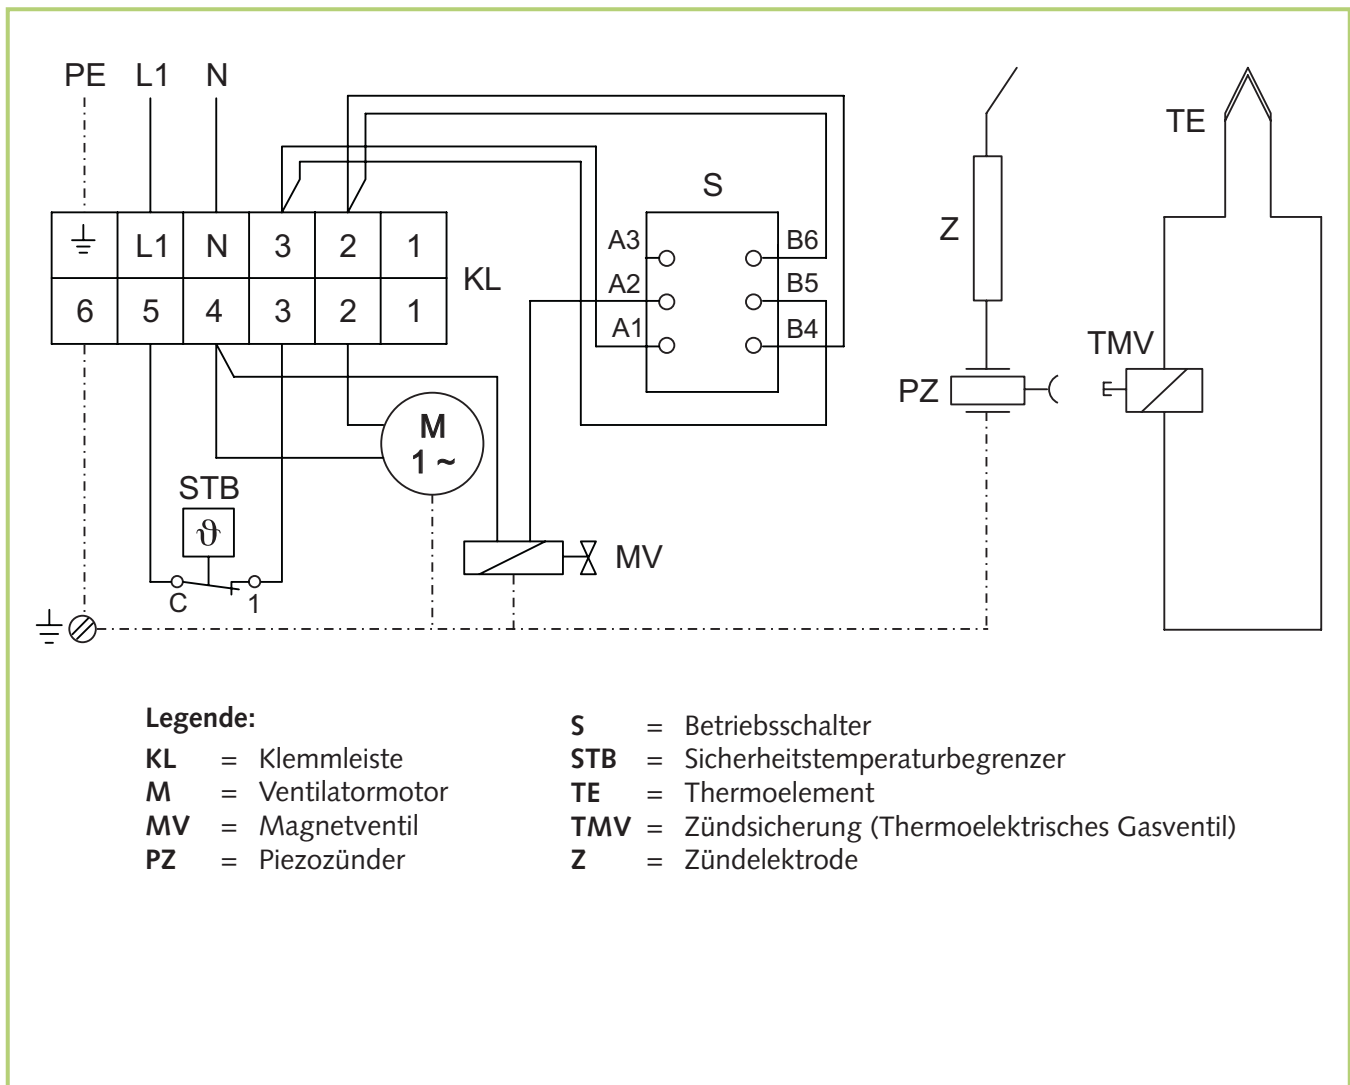 PE L1 N
TE
S
L1 N 3 2 1
KL
6 5 4 3 2 1
A3 B6
A2 B5
A1 B4
Z
TMV
PZ
M
1 ~
STB
ϑ
MV
C 1
Legende:
KL = Klemmleiste
M = Ventilatormotor
MV = Magnetventil
PZ = Piezozünder
S = Betriebsschalter
STB = Sicherheitstemperaturbegrenzer
TE = Thermoelement
TMV = Zündsicherung (Thermoelektrisches Gasventil)
Z = Zündelektrode